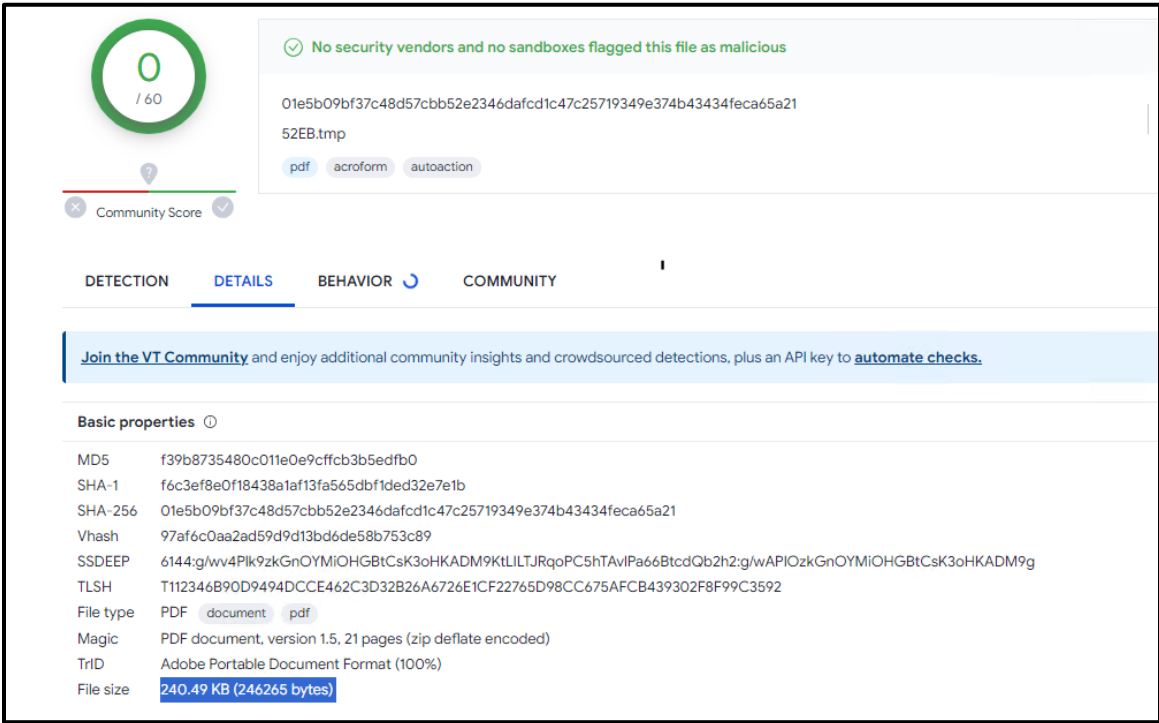 0
/ 60
No security vendors and no sandboxes flagged this file as malicious
01e5b09bf37c48d57cbb52e2346dafcd1c47c25719349e374b43434feca65a21
52EB.tmp
pdf acroform autoaction
?
Community Score
DETECTION DETAILS BEHAVIOR COMMUNITY
Join the VT Community and enjoy additional community insights and crowdsourced detections, plus an API key to automate checks.
Basic properties
MD5 f39b8735480c011e0e9cffcb3b5edfb0
SHA-1 f6c3ef8e0f18438a1af13fa565dbf1ded32e7e1b
SHA-256 01e5b09bf37c48d57cbb52e2346dafcd1c47c25719349e374b43434feca65a21
Vhash 97af6c0aa2ad59d9d13bd6de58b753c89
SSDEEP 6144:g/wv4Plk9zkGnOYMiOHGBtCsK3oHKADM9KtLILTJRqoPC5hTAvlPa66BtcdQb2h2:g/wAPIOzkGnOYMiOHGBtCsK3oHKADM9g
TLSH T112346B90D9494DCCE462C3D32B26A6726E1CF22765D98CC675AFCB439302F8F99C3592
File type PDF document pdf
Magic PDF document, version 1.5, 21 pages (zip deflate encoded)
TrID Adobe Portable Document Format (100%)
File size 240.49 KB (246265 bytes)